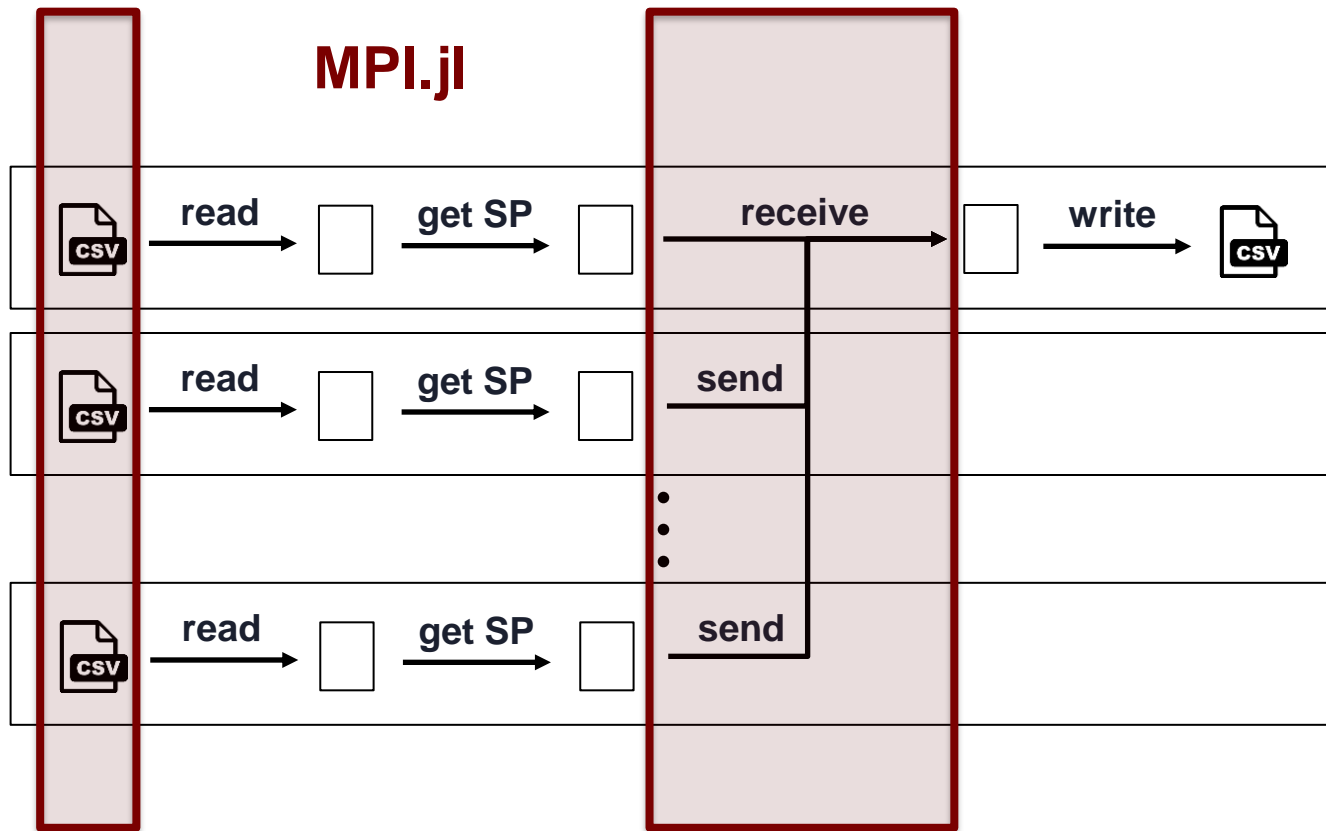 MPI.jl
CSV read get SP receive write CSV
CSV read get SP send
CSV read get SP send